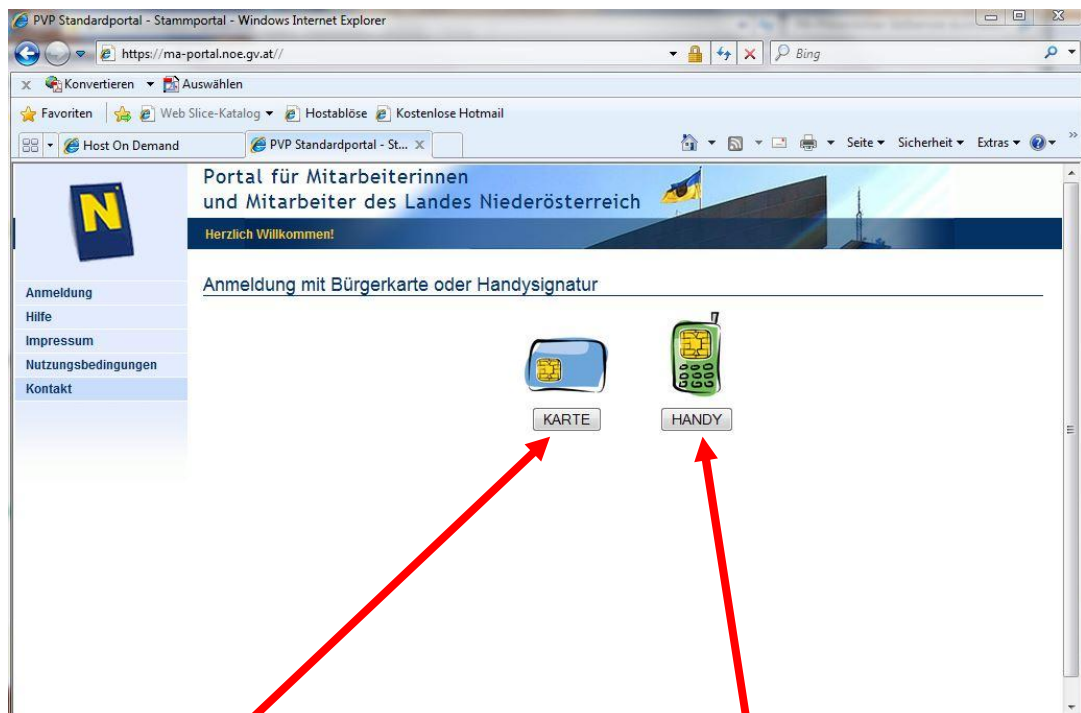 PVP Standardportal - Stammportal - Windows Internet Explorer
https://ma-portal.noe.gv.at//
Bing
x Konvertieren Auswählen
Favoriten Web Slice-Katalog Hostablöse Kostenlose Hotmail
Host On Demand PVP Standardportal - St... X Seite Sicherheit Extras »
N
Portal für Mitarbeiterinnen
und Mitarbeiter des Landes Niederösterreich
Herzlich Willkommen!
Anmeldung
Hilfe
Impressum
Nutzungsbedingungen
Kontakt
Anmeldung mit Bürgerkarte oder Handysignatur
KARTE HANDY